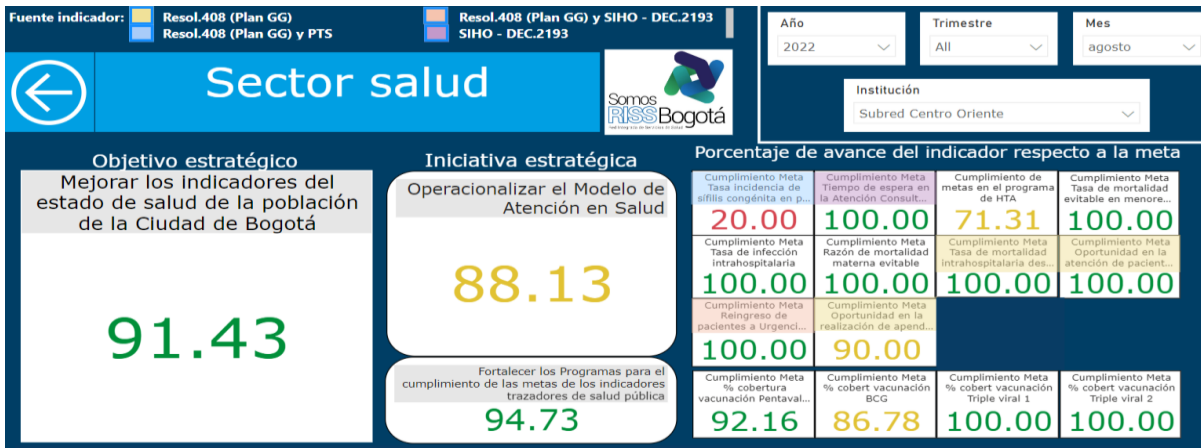 Fuente indicador:
Resol.408 (Plan GG)
Resol.408 (Plan GG) y SIHO - DEC.2193
Resol.408 (Plan GG) y PTS
SIHO - DEC.2193
Año
2022
Trimestre
All
Mes
agosto
Institución
Subred Centro Oriente
Sector salud
Somos
RISSBogotá
Objetivo estratégico
Mejorar los indicadores del
estado de salud de la población
de la Ciudad de Bogotá
91.43
Iniciativa estratégica
Operacionalizar el Modelo de
Atención en Salud
88.13
Fortalecer los Programas para el
cumplimiento de las metas de los indicadores
trazadores de salud pública
94.73
Porcentaje de avance del indicador respecto a la meta
Cumplimiento Meta
Tasa incidencia de
sífilis congénita en p...
20.00
Cumplimiento Meta
Tiempo de espera en
la Atención Consult...
100.00
Cumplimiento de
metas en el programa
de HTA
71.31
Cumplimiento Meta
Tasa de mortalidad
evitable en menore...
100.00
Cumplimiento Meta
Tasa de infección
intrahospitalaria
100.00
Cumplimiento Meta
Razón de mortalidad
materna evitable
100.00
Cumplimiento Meta
Tasa de mortalidad
intrahospitalaria des...
100.00
Cumplimiento Meta
Oportunidad en la
atención de pacient...
100.00
Cumplimiento Meta
Reingreso de
pacientes a Urgenci...
100.00
Cumplimiento Meta
Oportunidad en la
realización de apend...
90.00
Cumplimiento Meta
% cobertura
vacunación Pentaval...
92.16
Cumplimiento Meta
% cobert vacunación
BCG
86.78
Cumplimiento Meta
% cobert vacunación
Triple viral 1
100.00
Cumplimiento Meta
% cobert vacunación
Triple viral 2
100.00